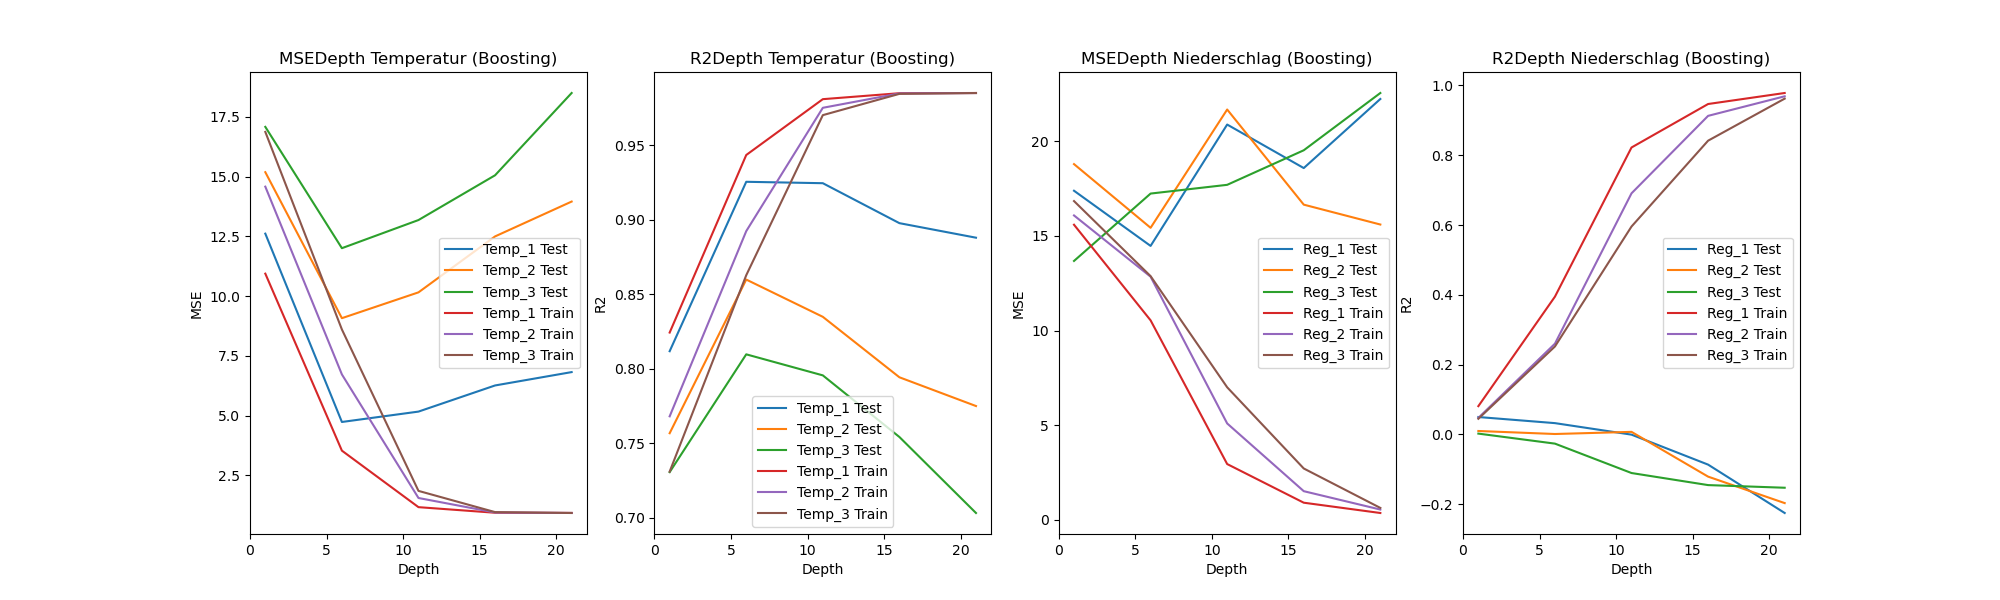 MSEDepth Temperatur (Boosting)
MSE
17.5
15.0
12.5
10.0
7.5
5.0
2.5
0
5
10
15
20
Depth
Temp_1 Test
Temp_2 Test
Temp_3 Test
Temp_1 Train
Temp_2 Train
Temp_3 Train
R2Depth Temperatur (Boosting)
R2
0.95
0.90
0.85
0.80
0.75
0.70
0
5
10
15
20
Depth
Temp_1 Test
Temp_2 Test
Temp_3 Test
Temp_1 Train
Temp_2 Train
Temp_3 Train
MSEDepth Niederschlag (Boosting)
MSE
20
15
10
5
0
0
5
10
15
20
Depth
Reg_1 Test
Reg_2 Test
Reg_3 Test
Reg_1 Train
Reg_2 Train
Reg_3 Train
R2Depth Niederschlag (Boosting)
R2
1.0
0.8
0.6
0.4
0.2
0.0
−0.2
0
5
10
15
20
Depth
Reg_1 Test
Reg_2 Test
Reg_3 Test
Reg_1 Train
Reg_2 Train
Reg_3 Train